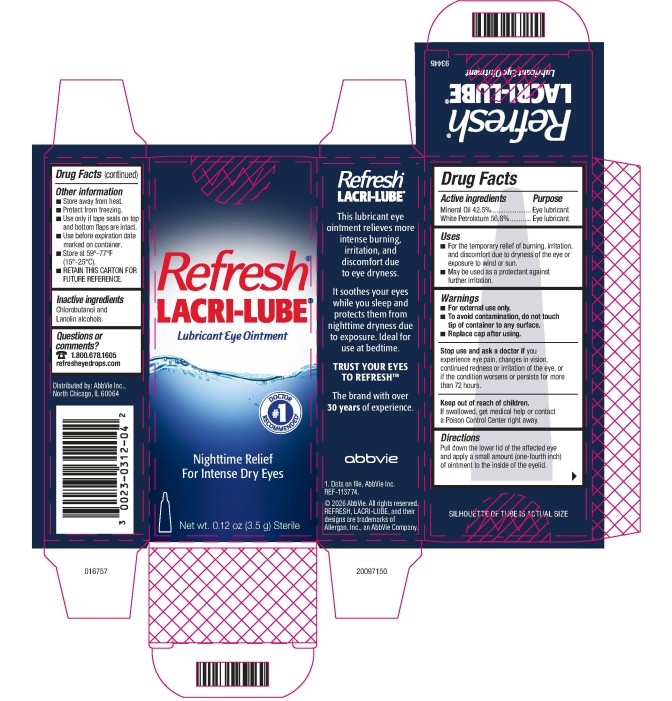 93445
Refresh®
LACRI-LUBE®
Lubricant Eye Ointment
Drug Facts (continued)
Other information
■ Store away from heat.
■ Protect from freezing.
■ Use only if tape seals on top
and bottom flaps are intact.
■ Use before expiration date
marked on container.
■ Store at 59°-77°F
(15°-25°C).
■ RETAIN THIS CARTON FOR
FUTURE REFERENCE.
Inactive ingredients
Chlorobutanol and
Lanolin alcohols.
Questions or
comments?
☎ 1.800.678.1605
refresheyedrops.com
Distributed by: AbbVie Inc.,
North Chicago, IL 60064
3 0023-0312-04 2
016757
Refresh®
LACRI-LUBE®
Lubricant Eye Ointment
DOCTOR
#1
RECOMMENDED¹
Nighttime Relief
For Intense Dry Eyes
Net wt. 0.12 oz (3.5 g) Sterile
Refresh®
LACRI-LUBE®
This lubricant eye
ointment relieves more
intense burning,
irritation, and
discomfort due
to eye dryness.
It soothes your eyes
while you sleep and
protects them from
nighttime dryness due
to exposure. Ideal for
use at bedtime.
TRUST YOUR EYES
TO REFRESH™
The brand with over
30 years of experience.
abbvie
1. Data on file, AbbVie Inc.
REF-113774.
© 2026 AbbVie. All rights reserved.
REFRESH, LACRI-LUBE, and their
designs are trademarks of
Allergan, Inc., an AbbVie Company.
20097150
Drug Facts
Active ingredients Purpose
Mineral Oil 42.5%..................... Eye lubricant
White Petrolatum 56.8%............ Eye lubricant
Uses
■ For the temporary relief of burning, irritation,
and discomfort due to dryness of the eye or
exposure to wind or sun.
■ May be used as a protectant against
further irritation.
Warnings
■ For external use only.
■ To avoid contamination, do not touch
tip of container to any surface.
■ Replace cap after using.
Stop use and ask a doctor if you
experience eye pain, changes in vision,
continued redness or irritation of the eye, or
if the condition worsens or persists for more
than 72 hours.
Keep out of reach of children.
If swallowed, get medical help or contact
a Poison Control Center right away.
Directions
Pull down the lower lid of the affected eye
and apply a small amount (one-fourth inch)
of ointment to the inside of the eyelid.
SILHOUETTE OF TUBE IS ACTUAL SIZE